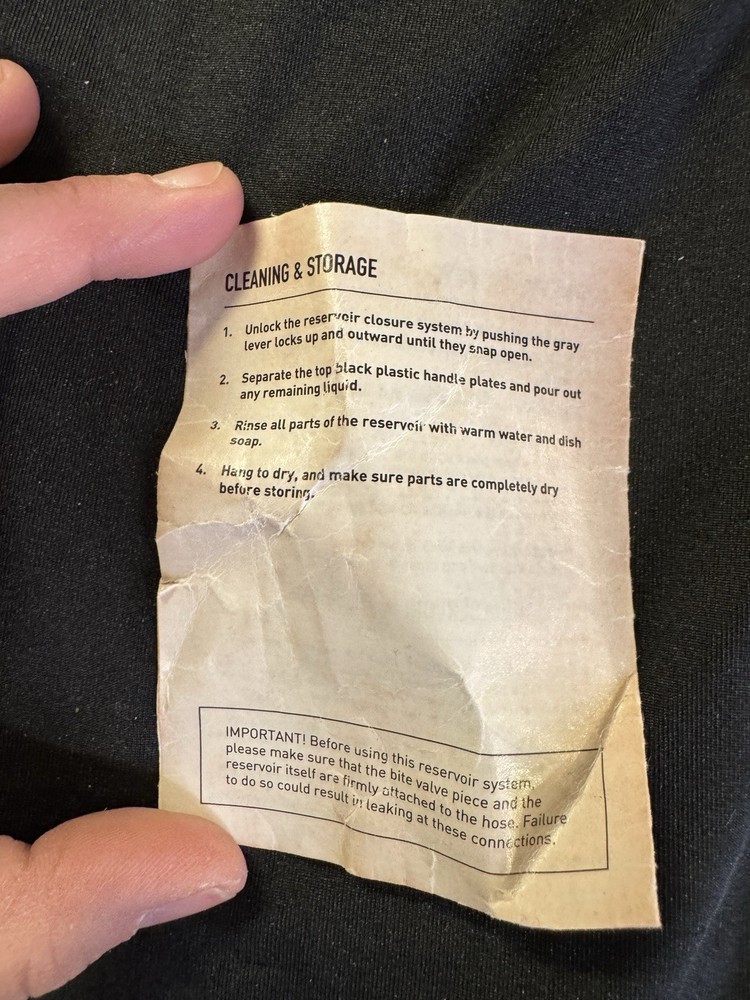 CLEANING & STORAGE
1. Unlock the reservoir closure system by pushing the gray
lever locks up and outward until they snap open.
2. Separate the top black plastic handle plates and pour out
any remaining liquid.
3. Rinse all parts of the reservoir with warm water and dish
soap.
4. Hang to dry, and make sure parts are completely dry
before storing.
IMPORTANT! Before using this reservoir system,
please make sure that the bite valve piece and the
reservoir itself are firmly attached to the hose. Failure
to do so could result in leaking at these connections.